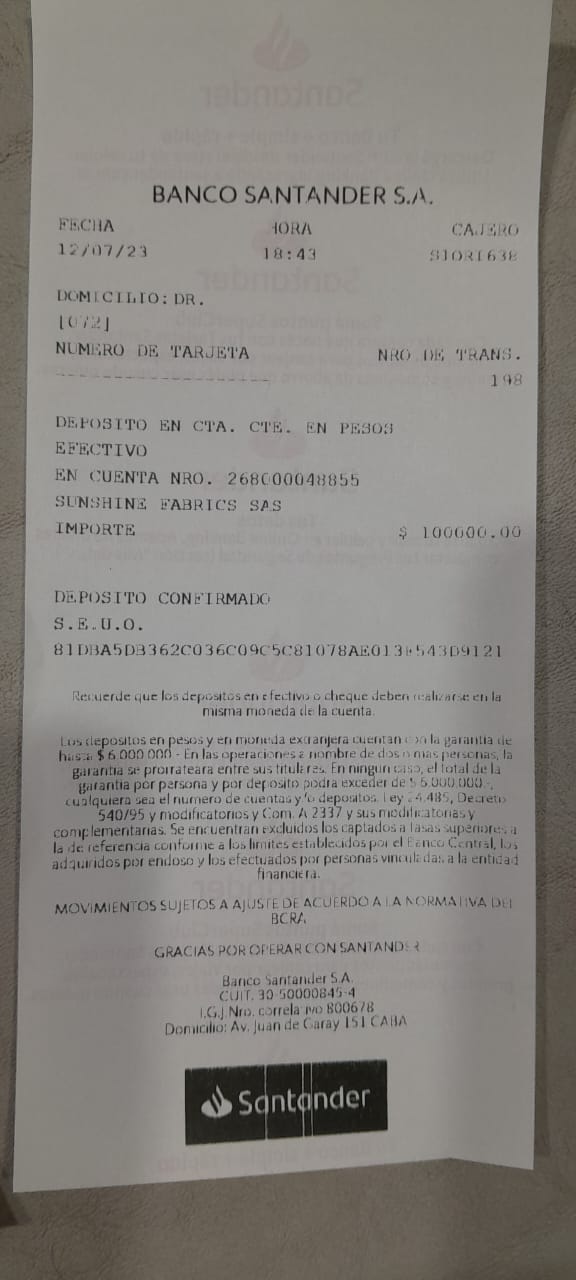 BANCO SANTANDER S.A.
FECHA HORA CAJERO
12/07/23 18:43 S1ORI638
DOMICILIO: DR.
[072]
NUMERO DE TARJETA NRO. DE TRANS.
198
DEPOSITO EN CTA. CTE. EN PESOS
EFECTIVO
EN CUENTA NRO. 268000048855
SUNSHINE FABRICS SAS
IMPORTE $ 100000.00
DEPOSITO CONFIRMADO
S.E.U.O.
Recuerde que los depositos en efectivo o cheque deben realizarse en la
misma moneda de la cuenta.
Los depositos en pesos y en moneda extranjera cuentan con la garantia de
hasta $ 6.000.000 - En las operaciones a nombre de dos o mas personas, la
garantia se prorrateara entre sus titulares. En ningun caso, el total de la
garantia por persona y por deposito podra exceder de $ 6.000.000.-,
cualquiera sea el numero de cuentas y/o depositos. Ley 24.485, Decreto
540/95 y modificatorios y Com. A 2337 y sus modificatorias y
complementarias. Se encuentran excluidos los captados a tasas superiores a
la de referencia conforme a los limites establecidos por el Banco Central, los
adquiridos por endoso y los efectuados por personas vinculadas a la entidad
financiera.
MOVIMIENTOS SUJETOS A AJUSTE DE ACUERDO A LA NORMATIVA DEL
BCRA
GRACIAS POR OPERAR CON SANTANDER
Banco Santander S.A.
CUIT. 30-50000845-4
I.G.J. Nro. correlativo 800678
Domicilio: Av. Juan de Garay 151 CABA
Santander